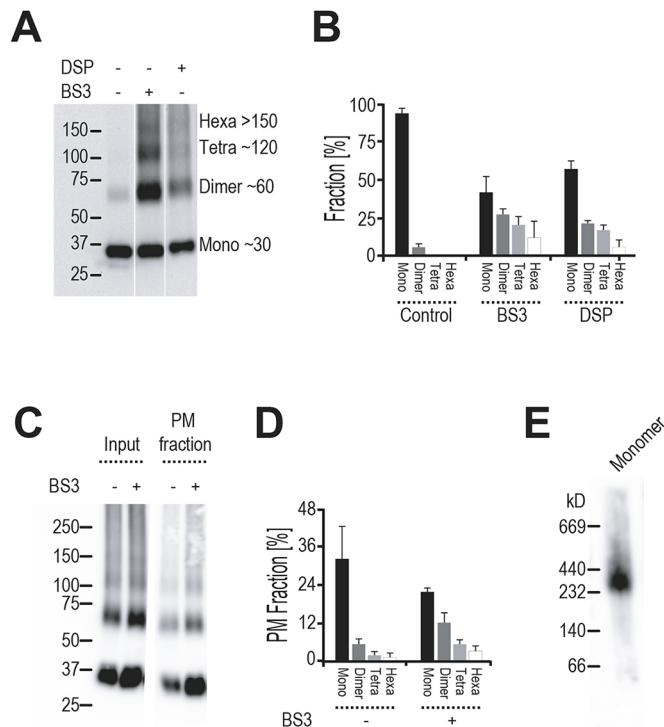 A
DSP - - +
BS3 - + -
150
100
75
50
37
25
Hexa >150
Tetra ~120
Dimer ~60
Mono ~30
B
Fraction [%]
100
75
50
25
0
Mono Dimer Tetra Hexa Mono Dimer Tetra Hexa Mono Dimer Tetra Hexa
Control BS3 DSP
C
Input
PM
fraction
BS3 - + - +
250
150
100
75
50
37
25
D
PM Fraction [%]
48
36
24
12
0
Mono Dimer Tetra Hexa Mono Dimer Tetra Hexa
BS3 - +
E
Monomer
kD
669
440
232
140
66